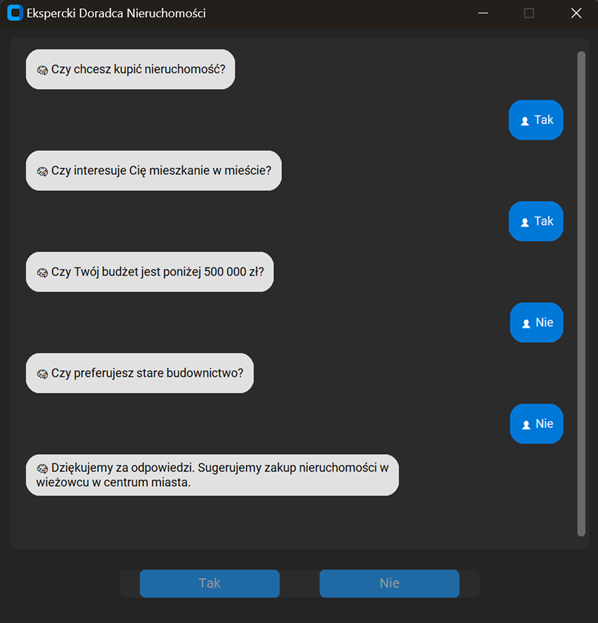 Ekspercki Doradca Nieruchomości
Czy chcesz kupić nieruchomość?
Tak
Czy interesuje Cię mieszkanie w mieście?
Tak
Czy Twój budżet jest poniżej 500 000 zł?
Nie
Czy preferujesz stare budownictwo?
Nie
Dziękujemy za odpowiedzi. Sugerujemy zakup nieruchomości w
wieżowcu w centrum miasta.
Tak
Nie